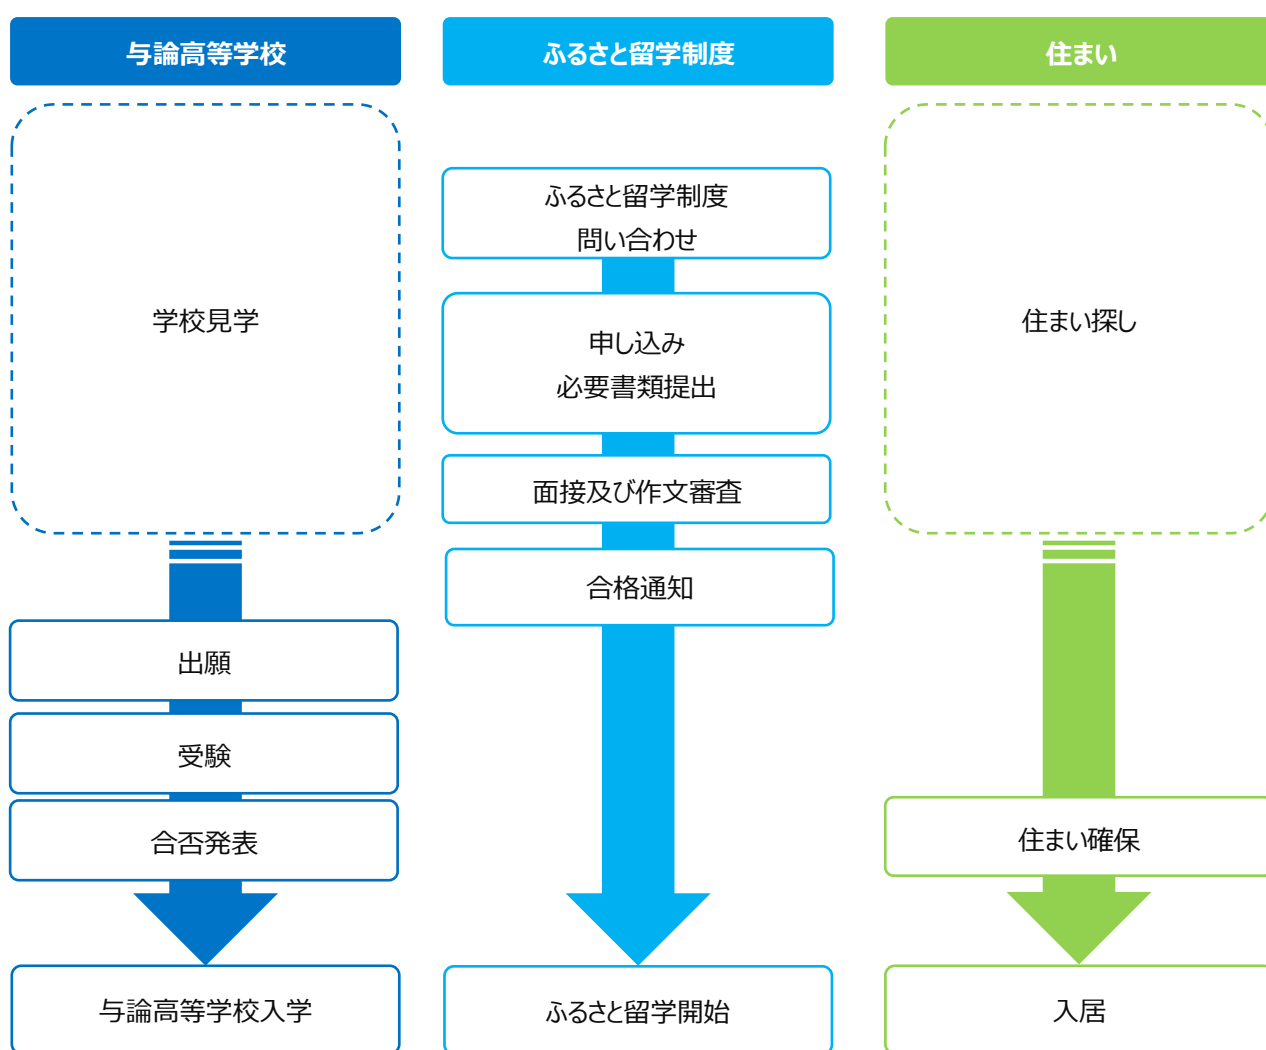 与論高等学校
学校見学
出願
受験
合否発表
与論高等学校入学
ふるさと留学制度
ふるさと留学制度
問い合わせ
申し込み
必要書類提出
面接及び作文審査
合格通知
ふるさと留学開始
住まい
住まい探し
住まい確保
入居